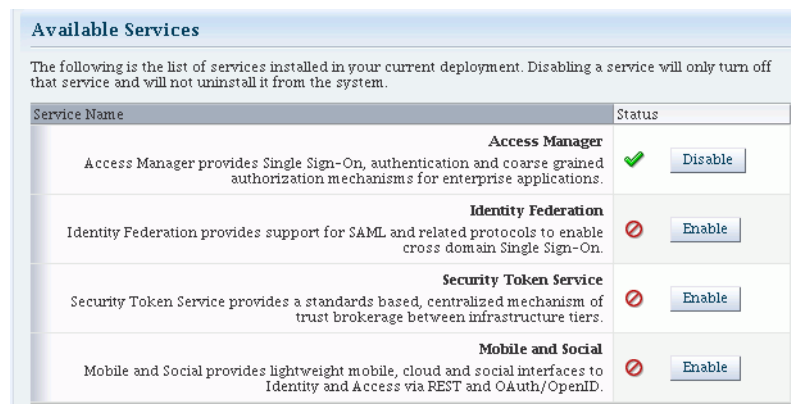 Available Services
The following is the list of services installed in your current deployment. Disabling a service will only turn off
that service and will not uninstall it from the system.
Service Name Status
Access Manager
Access Manager provides Single Sign-On, authentication and coarse grained
authorization mechanisms for enterprise applications.
Disable
Identity Federation
Identity Federation provides support for SAML and related protocols to enable
cross domain Single Sign-On.
Enable
Security Token Service
Security Token Service provides a standards based, centralized mechanism of
trust brokerage between infrastructure tiers.
Enable
Mobile and Social
Mobile and Social provides lightweight mobile, cloud and social interfaces to
Identity and Access via REST and OAuth/OpenID.
Enable